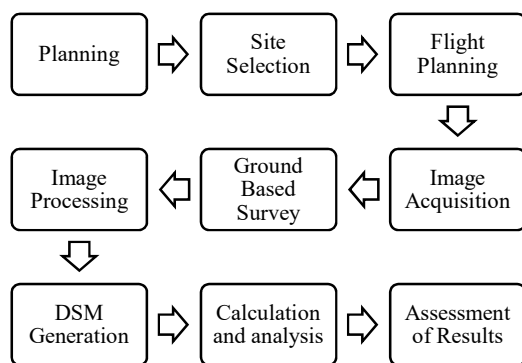 Planning
Site
Selection
Flight
Planning
Image
Acquisition
Ground
Based
Survey
Image
Processing
DSM
Generation
Calculation
and analysis
Assessment
of Results